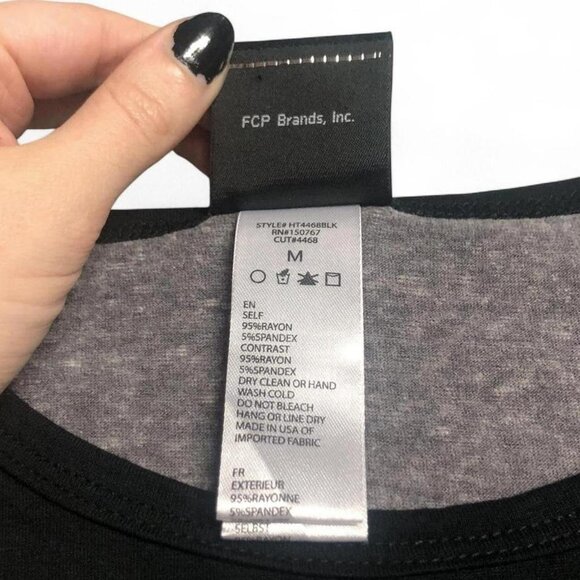 FCP Brands, Inc.
STYLE# HT4468BLK
RN#150767
CUT#4468
M
EN
SELF
95%RAYON
5%SPANDEX
CONTRAST
95%RAYON
5%SPANDEX
DRY CLEAN OR HAND
WASH COLD
DO NOT BLEACH
HANG OR LINE DRY
MADE IN USA OF
IMPORTED FABRIC
FR
EXTERIEUR
95%RAYONNE
5%SPANDEX
SELBST